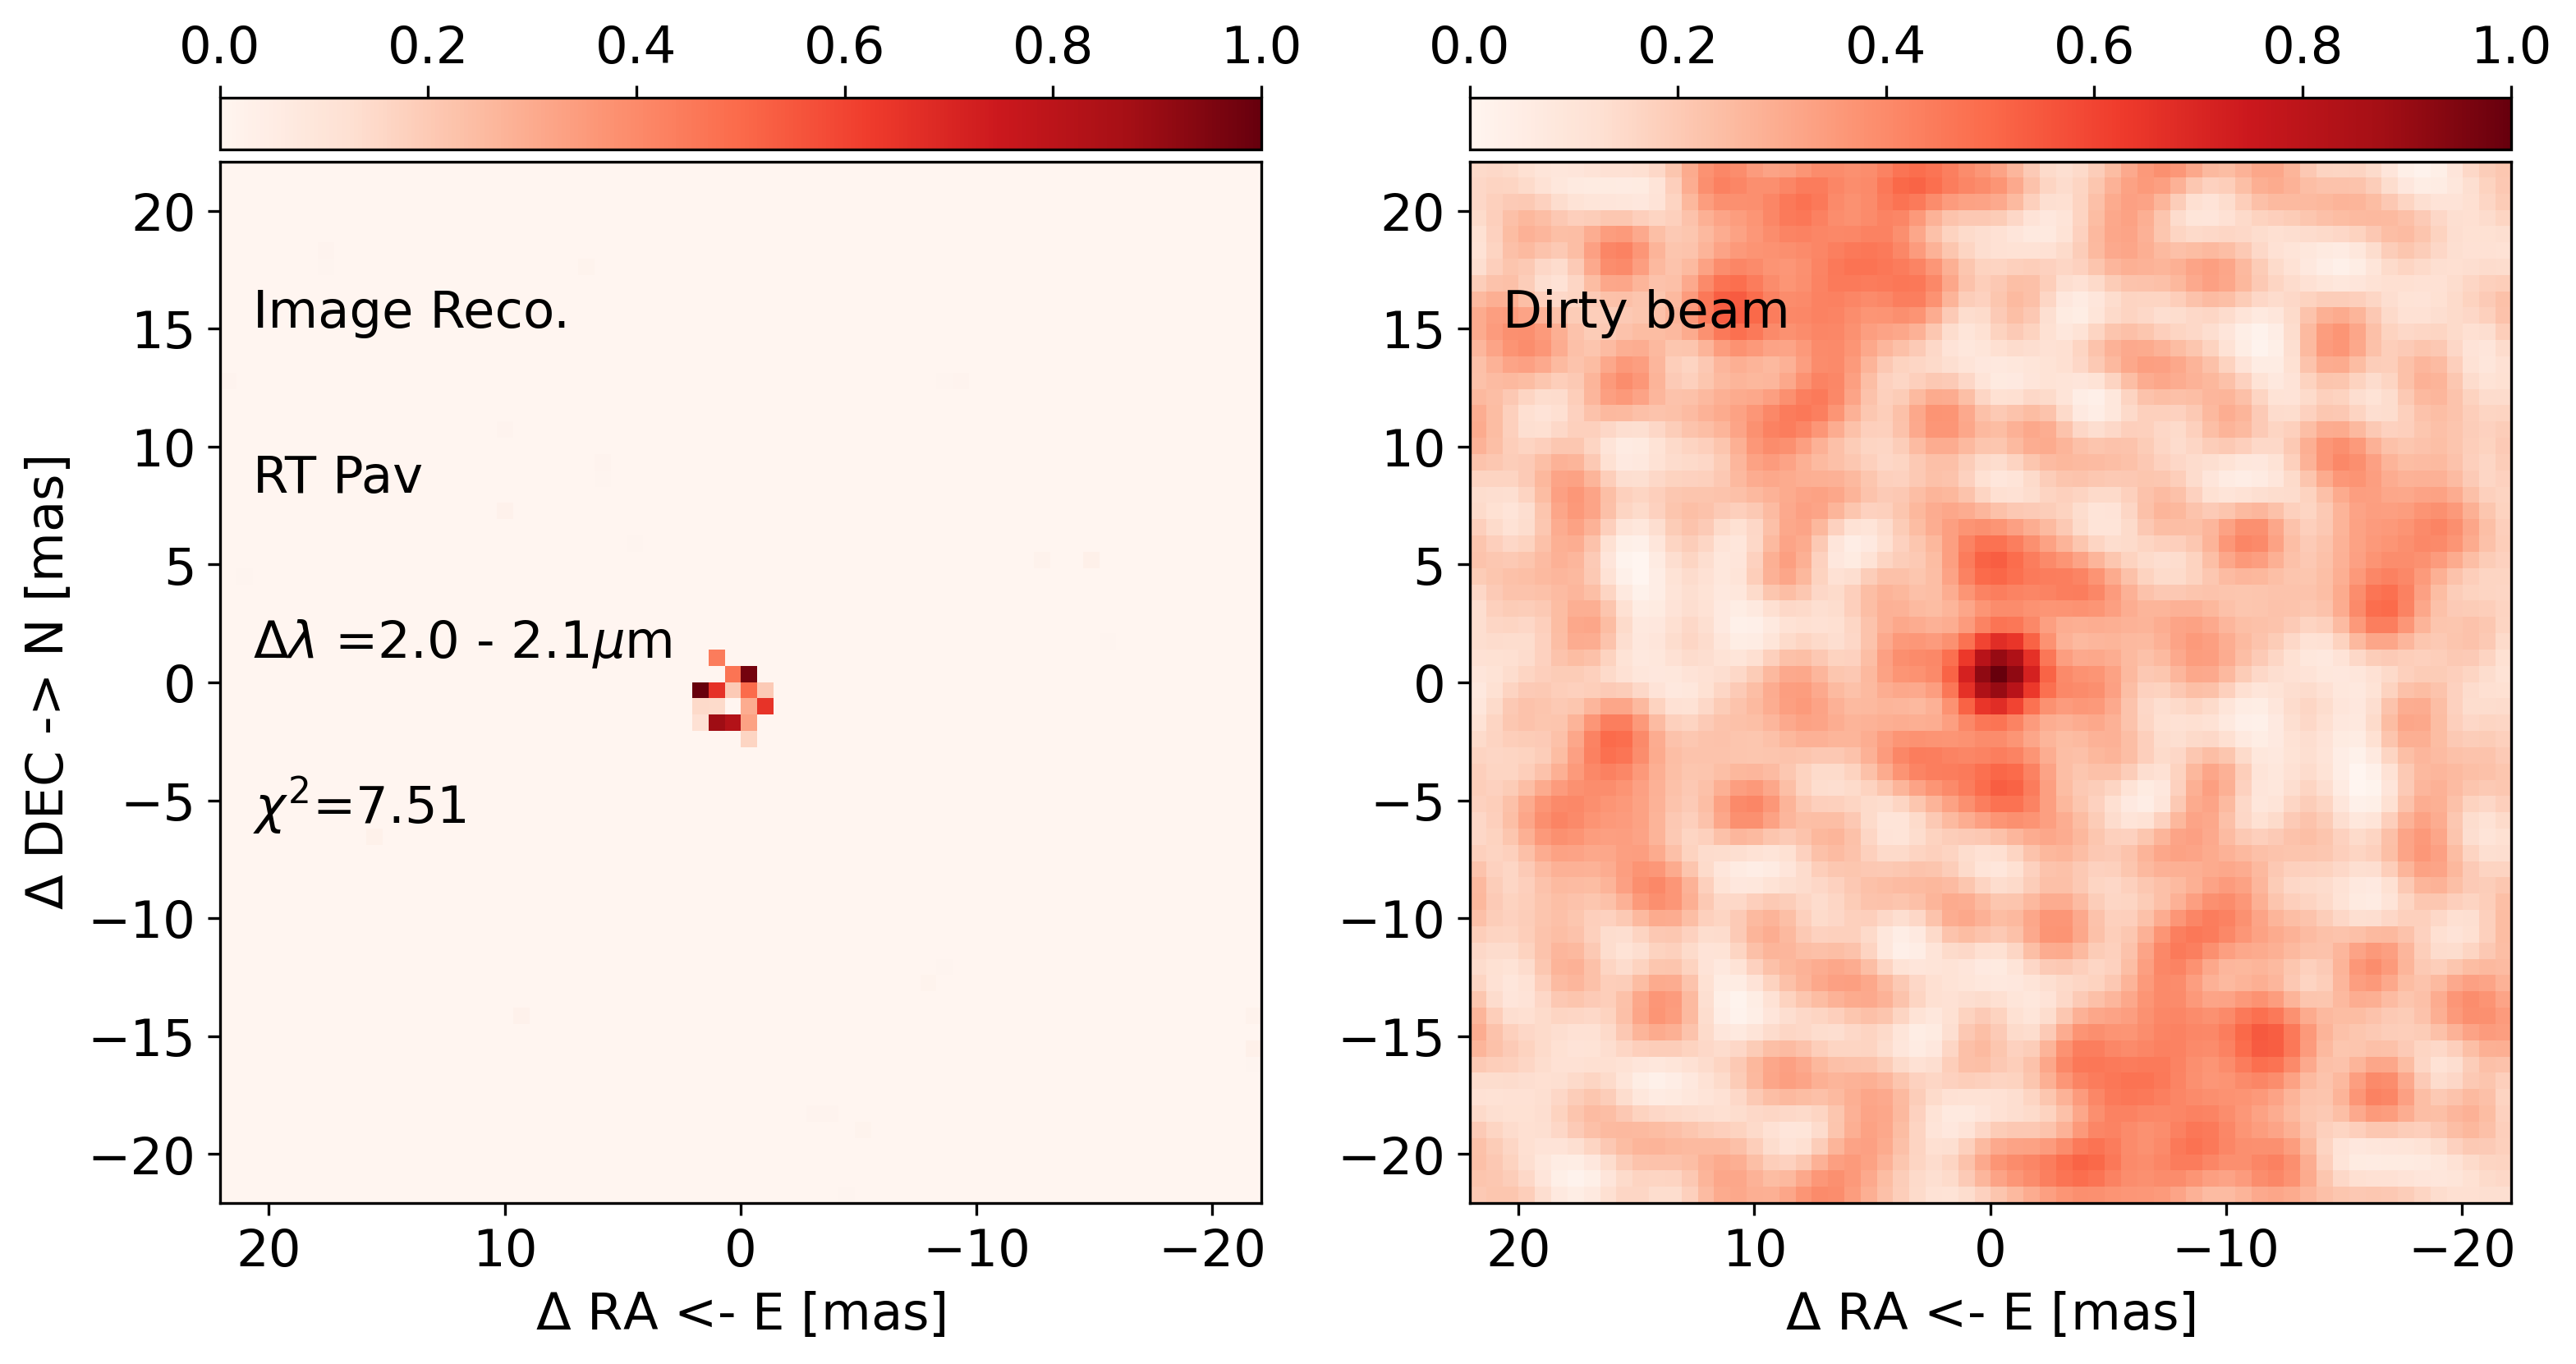 0.0 0.2 0.4 0.6 0.8 1.0
0.0 0.2 0.4 0.6 0.8 1.0
Δ DEC -> N [mas]
20
15
10
5
0
−5
−10
−15
−20
Image Reco.
RT Pav
Δλ =2.0 - 2.1μm
χ²=7.51
20 10 0 −10 −20
Δ RA <- E [mas]
20
15
10
5
0
−5
−10
−15
−20
Dirty beam
20 10 0 −10 −20
Δ RA <- E [mas]